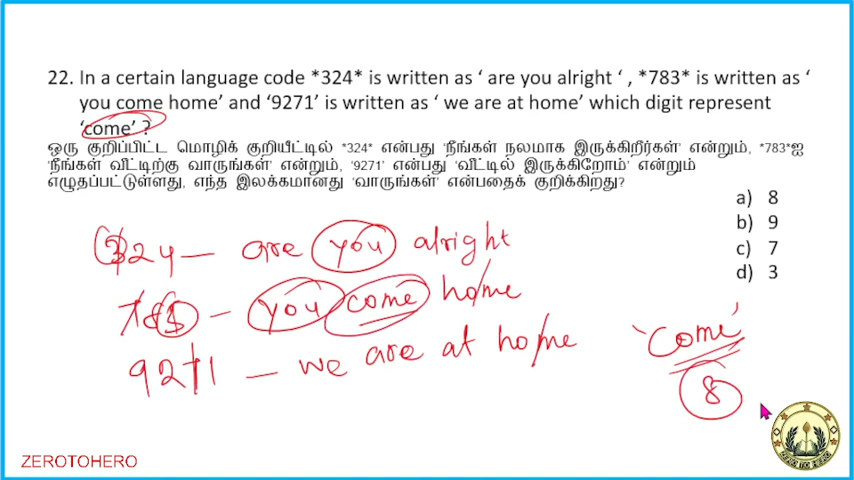 22. In a certain language code *324* is written as ‘ are you alright ‘ , *783* is written as ‘
you come home’ and ‘9271’ is written as ‘ we are at home’ which digit represent
‘come’ ?
ஒரு குறிப்பிட்ட மொழிக் குறியீட்டில் *324* என்பது ‘நீங்கள் நலமாக இருக்கிறீர்கள்’ என்றும், *783*ஐ
‘நீங்கள் வீட்டிற்கு வாருங்கள்’ என்றும், ‘9271’ என்பது ‘வீட்டில் இருக்கிறோம்’ என்றும்
எழுதப்பட்டுள்ளது, எந்த இலக்கமானது ‘வாருங்கள்’ என்பதைக் குறிக்கிறது?
a) 8
b) 9
c) 7
d) 3
324 – are you alright
783 – you come home
9271 – we are at home
‘come’
8
ZEROTOHERO